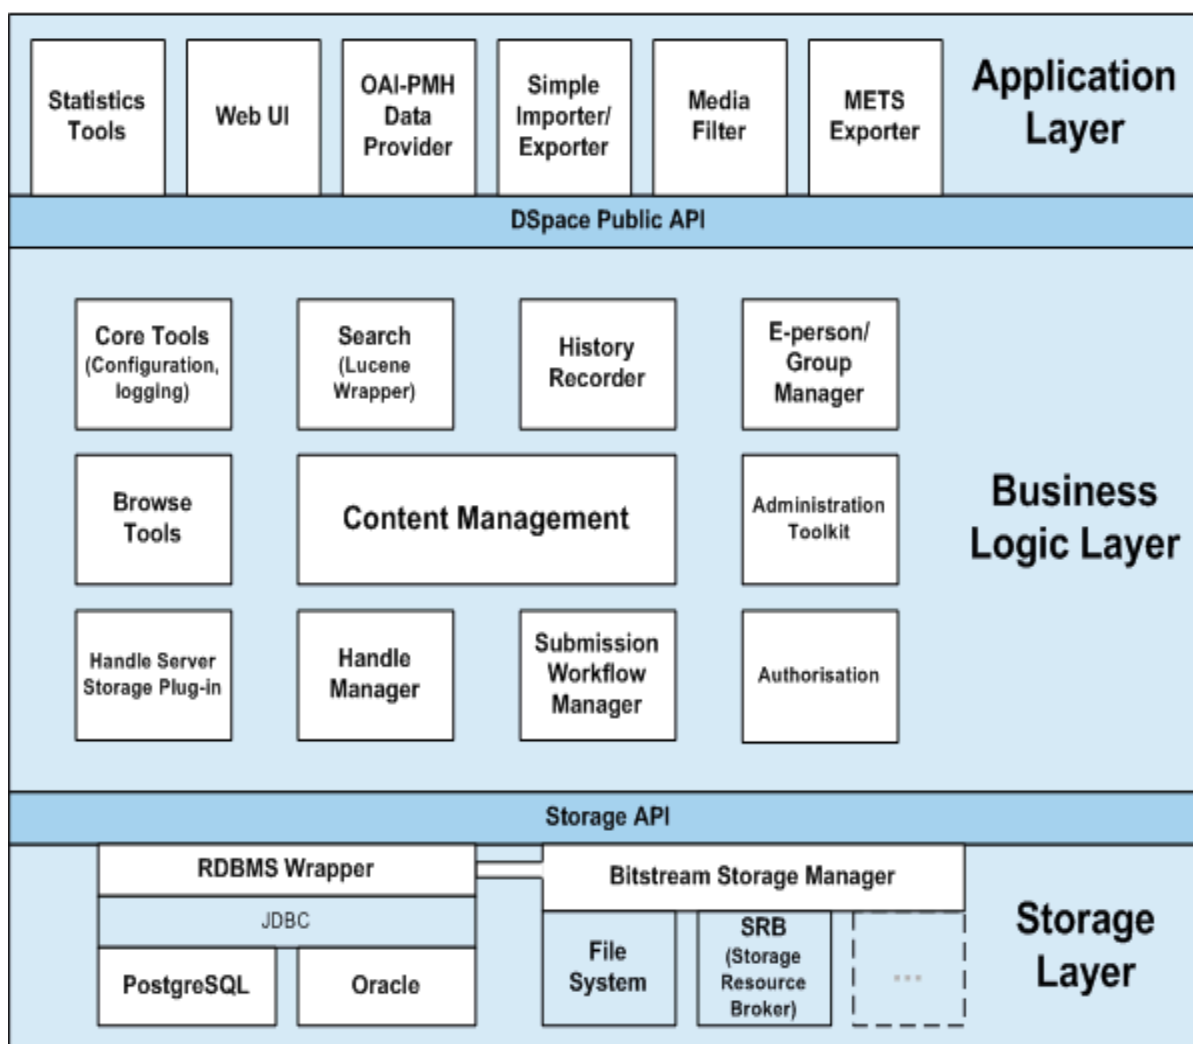 Statistics
Tools
Web UI
OAI-PMH
Data
Provider
Simple
Importer/
Exporter
Media
Filter
METS
Exporter
Application
Layer
DSpace Public API
Core Tools
(Configuration,
logging)
Search
(Lucene
Wrapper)
History
Recorder
E-person/
Group
Manager
Browse
Tools
Content Management
Administration
Toolkit
Business
Logic Layer
Handle Server
Storage Plug-in
Handle
Manager
Submission
Workflow
Manager
Authorisation
Storage API
RDBMS Wrapper
JDBC
PostgreSQL
Oracle
Bitstream Storage Manager
File
System
SRB
(Storage
Resource
Broker)
...
Storage
Layer